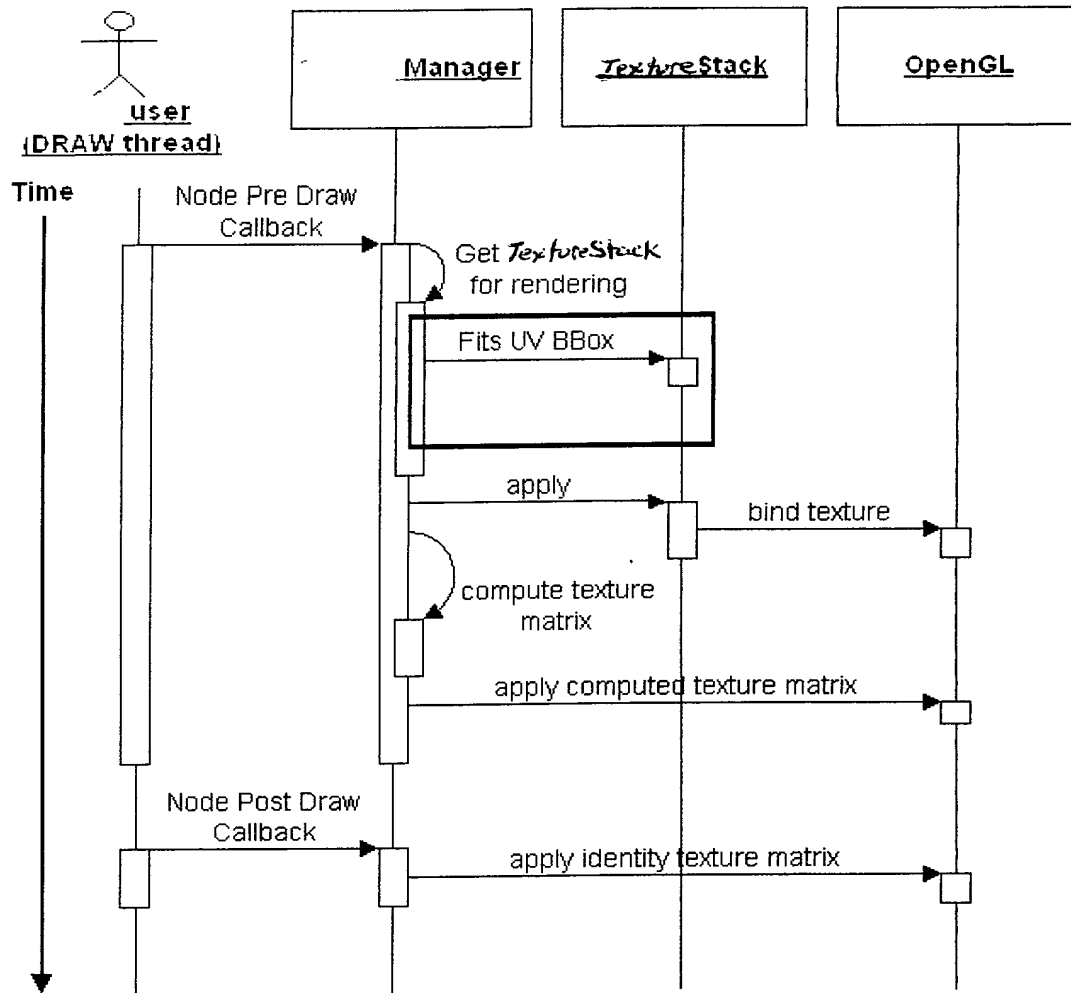 Manager
TextureStack
OpenGL
user
(DRAW thread)
Time
Node Pre Draw
Callback
Get TextureStack
for rendering
Fits UV BBox
apply
bind texture
compute texture
matrix
apply computed texture matrix
Node Post Draw
Callback
apply identity texture matrix